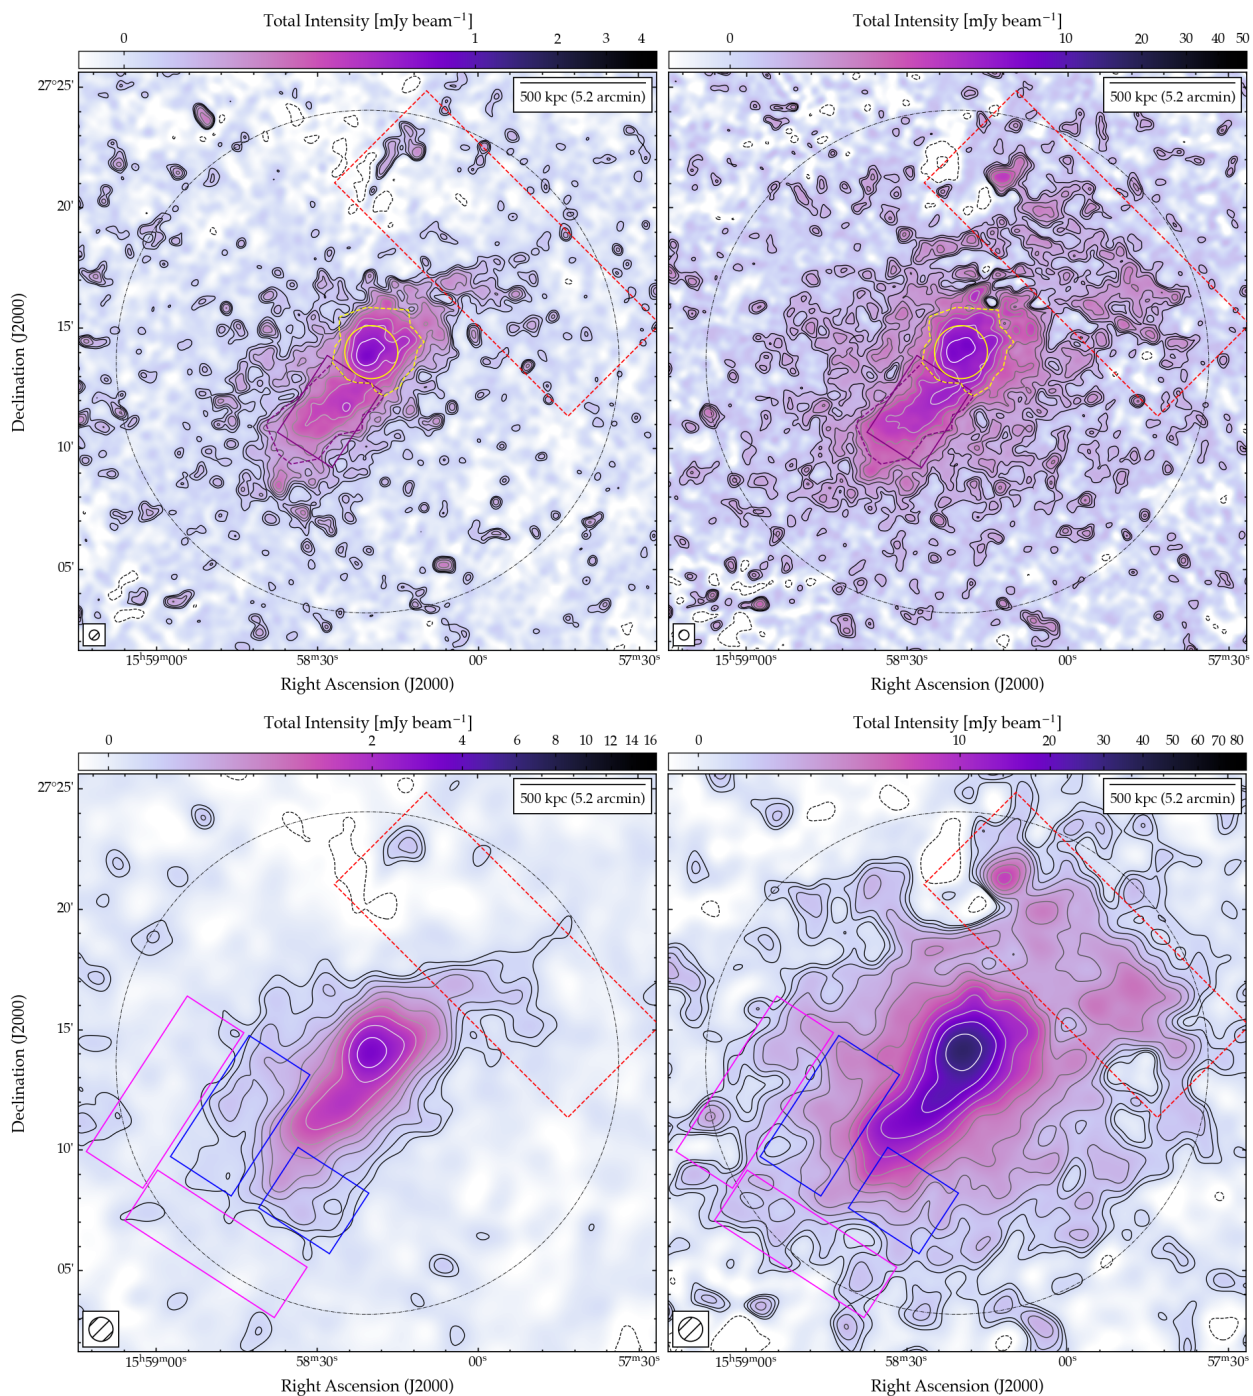 Total Intensity [mJy beam⁻¹]
Total Intensity [mJy beam⁻¹]
0 1 2 3 4
0 10 20 30 40 50
27°25'
500 kpc (5.2 arcmin)
500 kpc (5.2 arcmin)
20'
Declination (J2000)
15'
10'
05'
15ʰ59ᵐ00ˢ 58ᵐ30ˢ 00ˢ 57ᵐ30ˢ
15ʰ59ᵐ00ˢ 58ᵐ30ˢ 00ˢ 57ᵐ30ˢ
Right Ascension (J2000)
Right Ascension (J2000)
Total Intensity [mJy beam⁻¹]
Total Intensity [mJy beam⁻¹]
0 2 4 6 8 10 12 14 16
0 10 20 30 40 50 60 70 80
27°25'
500 kpc (5.2 arcmin)
500 kpc (5.2 arcmin)
20'
Declination (J2000)
15'
10'
05'
15ʰ59ᵐ00ˢ 58ᵐ30ˢ 00ˢ 57ᵐ30ˢ
15ʰ59ᵐ00ˢ 58ᵐ30ˢ 00ˢ 57ᵐ30ˢ
Right Ascension (J2000)
Right Ascension (J2000)